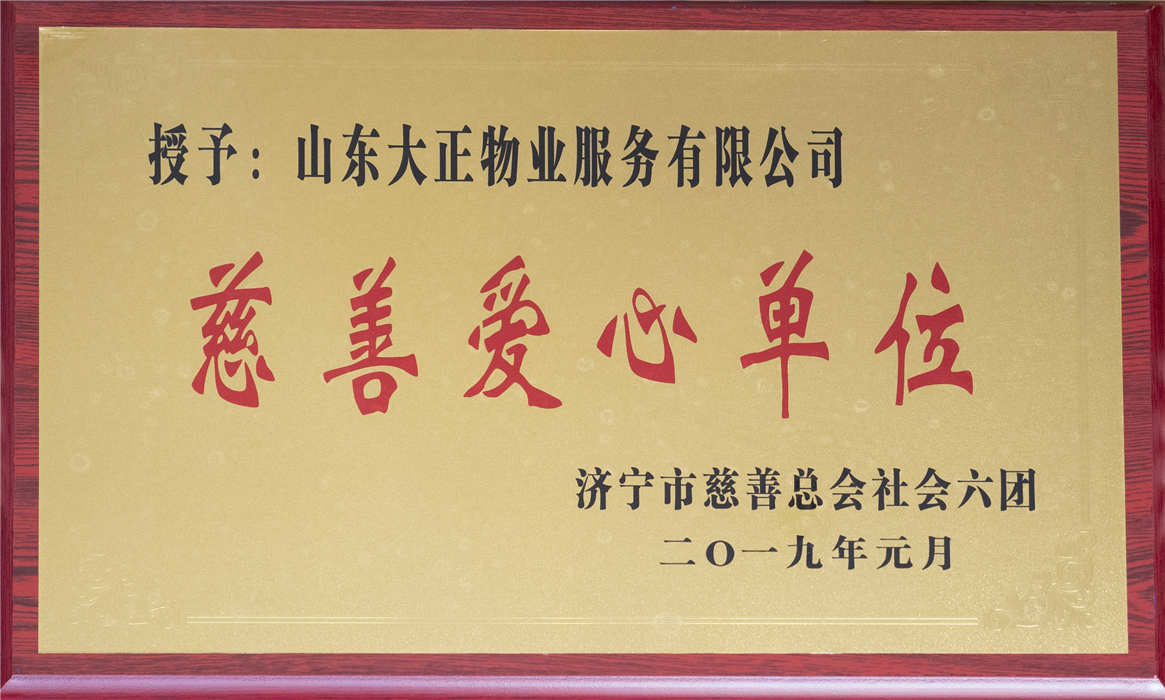 授予：山东大正物业服务有限公司
慈善爱心单位
济宁市慈善总会社会六团
二〇一九年元月